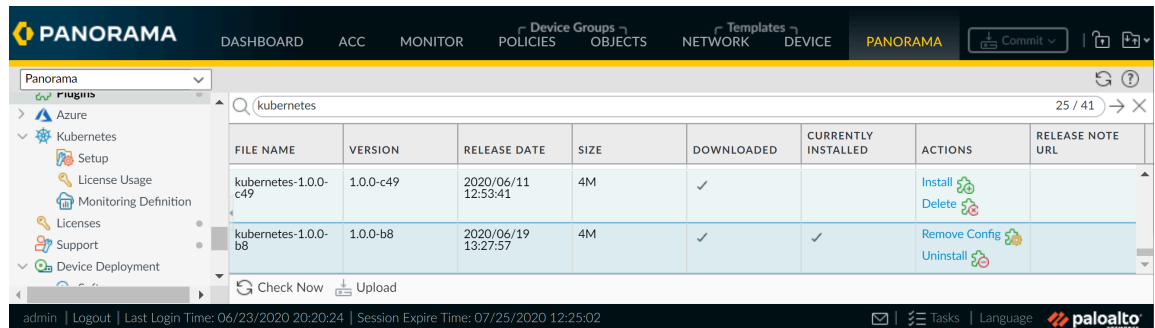 PANORAMA
Device Groups
Templates
DASHBOARD ACC MONITOR POLICIES OBJECTS NETWORK DEVICE PANORAMA Commit
Panorama
Plugins
kubernetes 25 / 41
Azure
Kubernetes
Setup
License Usage
Monitoring Definition
Licenses
Support
Device Deployment
FILE NAME VERSION RELEASE DATE SIZE DOWNLOADED CURRENTLY INSTALLED ACTIONS RELEASE NOTE URL
kubernetes-1.0.0-c49 1.0.0-c49 2020/06/11 12:53:41 4M Install
Delete
kubernetes-1.0.0-b8 1.0.0-b8 2020/06/19 13:27:57 4M Remove Config
Uninstall
Check Now Upload
admin | Logout | Last Login Time: 06/23/2020 20:20:24 | Session Expire Time: 07/25/2020 12:25:02 | Tasks | Language paloalto